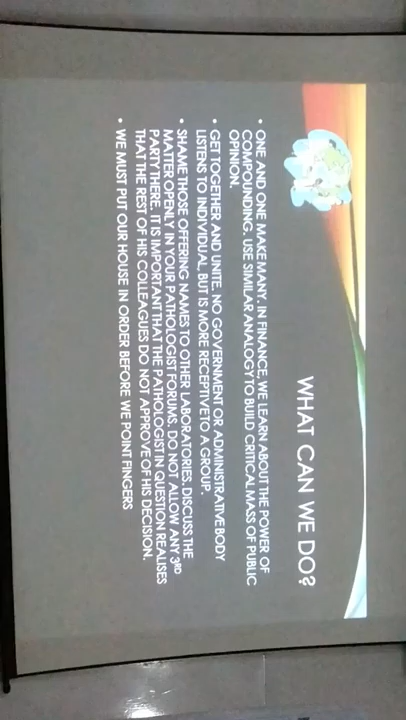 WHAT CAN WE DO?
• ONE AND ONE MAKE MANY. IN FINANCE, WE LEARN ABOUT THE POWER OF
COMPOUNDING. USE SIMILAR ANALOGY TO BUILD CRITICAL MASS OF PUBLIC
OPINION.
• GET TOGETHER AND UNITE. NO GOVERNMENT OR ADMINISTRATIVE BODY
LISTENS TO INDIVIDUAL, BUT IS MORE RECEPTIVE TO A GROUP.
• SHAME THOSE OFFERING NAMES TO OTHER LABORATORIES. DISCUSS THE
MATTER OPENLY IN YOUR PATHOLOGIST FORUMS. DO NOT ALLOW ANY 3RD
PARTY THERE. IT IS IMPORTANT THAT THE PATHOLOGIST IN QUESTION REALISES
THAT THE REST OF HIS COLLEAGUES DO NOT APPROVE OF HIS DECISION.
• WE MUST PUT OUR HOUSE IN ORDER BEFORE WE POINT FINGERS